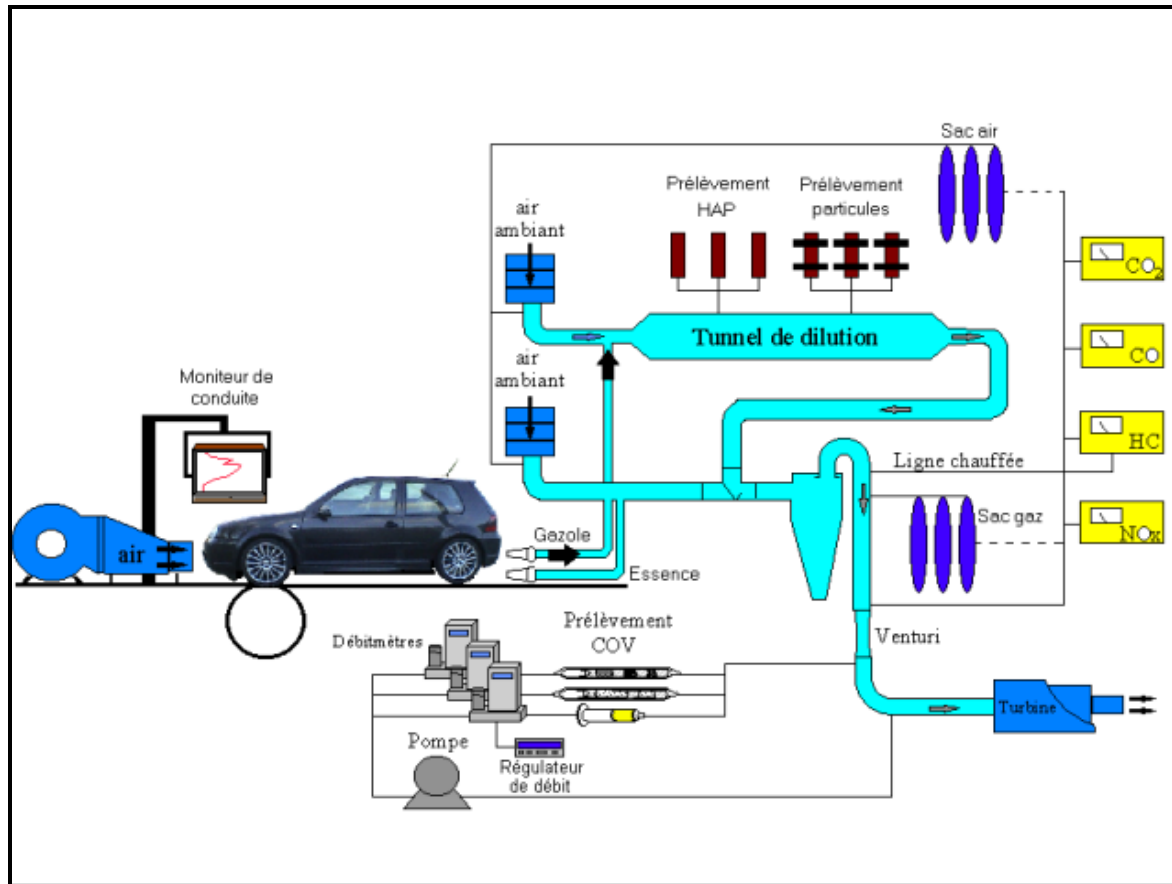 Sac air
Prélèvement
HAP
Prélèvement
particules
air
ambiant
CO₂
Tunnel de dilution
CO
air
ambiant
Moniteur de
conduite
HC
Ligne chauffée
Gazole
Sac gaz
NOx
air
Essence
Prélèvement
COV
Débitmètres
Venturi
Turbine
Pompe
Régulateur
de débit